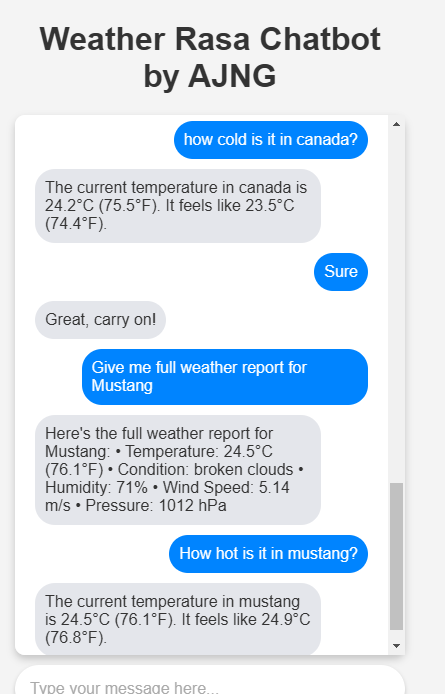 Weather Rasa Chatbot
by AJNG
how cold is it in canada?
The current temperature in canada is
24.2°C (75.5°F). It feels like 23.5°C
(74.4°F).
Sure
Great, carry on!
Give me full weather report for
Mustang
Here's the full weather report for
Mustang: • Temperature: 24.5°C
(76.1°F) • Condition: broken clouds •
Humidity: 71% • Wind Speed: 5.14
m/s • Pressure: 1012 hPa
How hot is it in mustang?
The current temperature in mustang
is 24.5°C (76.1°F). It feels like 24.9°C
(76.8°F).
Type your message here...